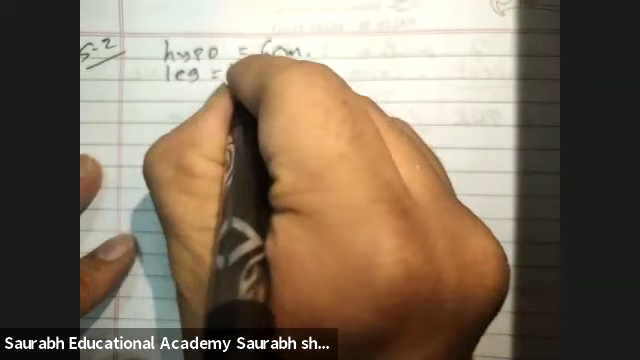 S-2
hypo = 6cm.
leg =
Saurabh Educational Academy Saurabh sh...